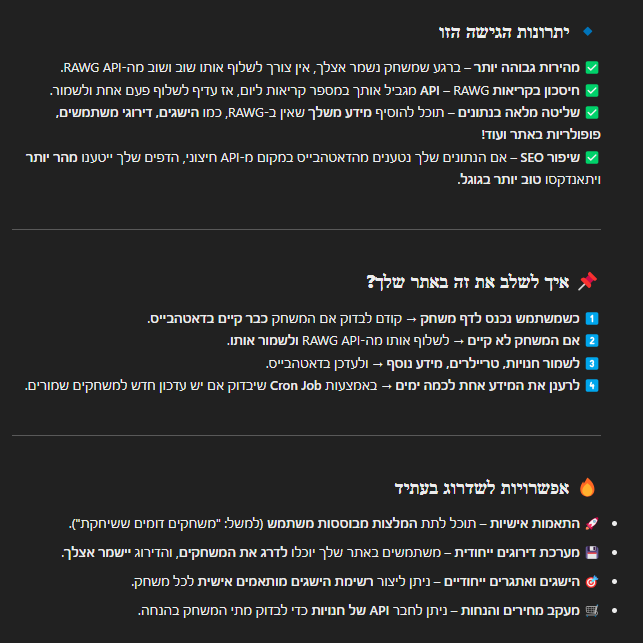 🔹 יתרונות הגישה הזו
✅ מהירות גבוהה יותר – ברגע שמשחק נשמר אצלך, אין צורך לשלוף אותו שוב ושוב מה-RAWG API.
✅ חיסכון בקריאות API – RAWG מגביל אותך במספר קריאות ליום, אז עדיף לשלוף פעם אחת ולשמור.
✅ שליטה מלאה בנתונים – תוכל להוסיף מידע משלך שאין ב-RAWG, כמו הישגים, דירוגי משתמשים,
פופולריות באתר ועוד!
✅ שיפור SEO – אם הנתונים שלך נטענים מהדאטהבייס במקום מ-API חיצוני, הדפים שלך ייטענו מהר יותר
ויתאנדקסו טוב יותר בגוגל.
📌 איך לשלב את זה באתר שלך?
1️⃣ כשמשתמש נכנס לדף משחק → קודם לבדוק אם המשחק כבר קיים בדאטהבייס.
2️⃣ אם המשחק לא קיים → לשלוף אותו מה-RAWG API ולשמור אותו.
3️⃣ לשמור חנויות, טריילרים, מידע נוסף → ולעדכן בדאטהבייס.
4️⃣ לרענן את המידע אחת לכמה ימים → באמצעות Cron Job שיבדוק אם יש עדכון חדש למשחקים שמורים.
🔥 אפשרויות לשדרוג בעתיד
• 🚀 התאמות אישיות – תוכל לתת המלצות מבוססות משתמש (למשל: "משחקים דומים ששיחקת").
• 💾 מערכת דירוגים ייחודית – משתמשים באתר שלך יוכלו לדרג את המשחקים, והדירוג יישמר אצלך.
• 🎯 הישגים ואתגרים ייחודיים – ניתן ליצור רשימת הישגים מותאמים אישית לכל משחק.
• 🛒 מעקב מחירים והנחות – ניתן לחבר API של חנויות כדי לבדוק מתי המשחק בהנחה.